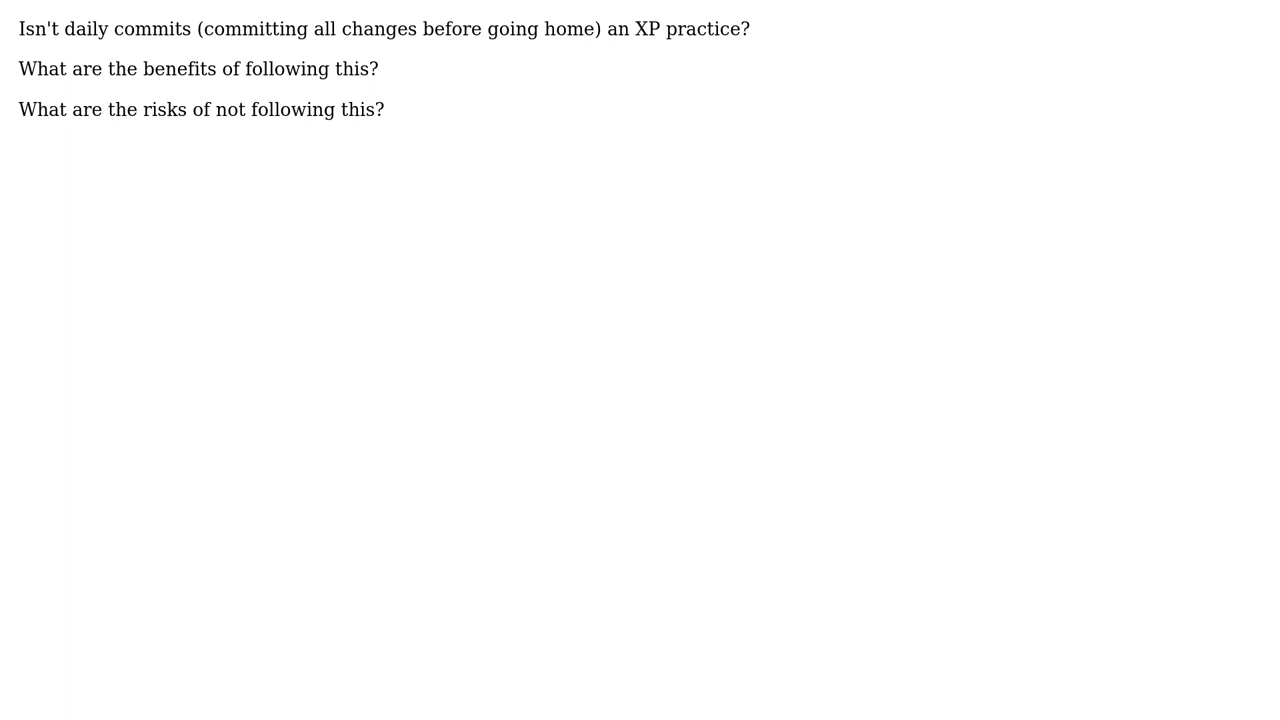 Isn't daily commits (committing all changes before going home) an XP practice?
What are the benefits of following this?
What are the risks of not following this?